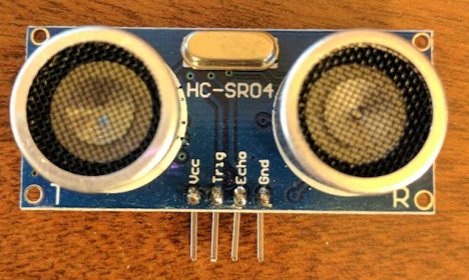 HC-SR04
Vcc
Trig
Echo
Gnd
T
R